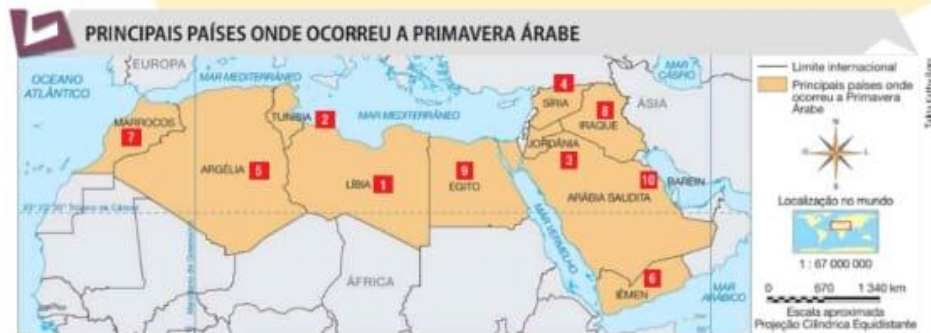 PRINCIPAIS PAÍSES ONDE OCORREU A PRIMAVERA ÁRABE
EUROPA
OCEANO
ATLÂNTICO
MAR MEDITERRÂNEO
MAR
CÁSPIO
4
SÍRIA
ÁSIA
8
IRAQUE
MARROCOS
7
TUNÍSIA
2
MAR MEDITERRÂNEO
JORDÂNIA
3
ARGÉLIA
5
LÍBIA
1
9
EGITO
10
BAREIN
ARÁBIA SAUDITA
MAR VERMELHO
ÁFRICA
6
IÊMEN
MAR
ARÁBICO
Limite internacional
Principais países onde
ocorreu a Primavera
Árabe
N
L
S
Localização no mundo
1 : 67 000 000
0 670 1 340 km
Escala aproximada
Projeção Cilíndrica Equidistante